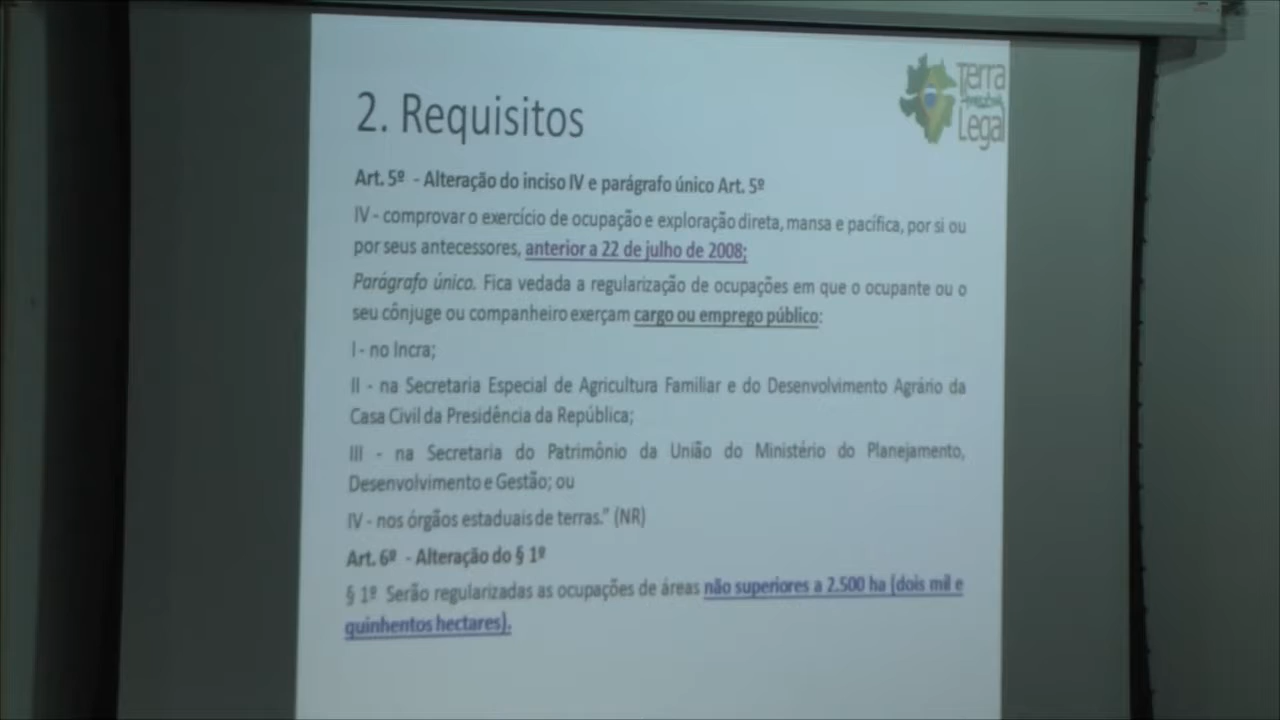 2. Requisitos
Terra
Legal
Art. 5º - Alteração do inciso IV e parágrafo único Art. 5º
IV - comprovar o exercício de ocupação e exploração direta, mansa e pacífica, por si ou
por seus antecessores, anterior a 22 de julho de 2008;
Parágrafo único. Fica vedada a regularização de ocupações em que o ocupante ou o
seu cônjuge ou companheiro exerçam cargo ou emprego público:
I - no Incra;
II - na Secretaria Especial de Agricultura Familiar e do Desenvolvimento Agrário da
Casa Civil da Presidência da República;
III - na Secretaria do Patrimônio da União do Ministério do Planejamento,
Desenvolvimento e Gestão; ou
IV - nos órgãos estaduais de terras." (NR)
Art. 6º - Alteração do § 1º
§ 1º Serão regularizadas as ocupações de áreas não superiores a 2.500 ha (dois mil e
quinhentos hectares).